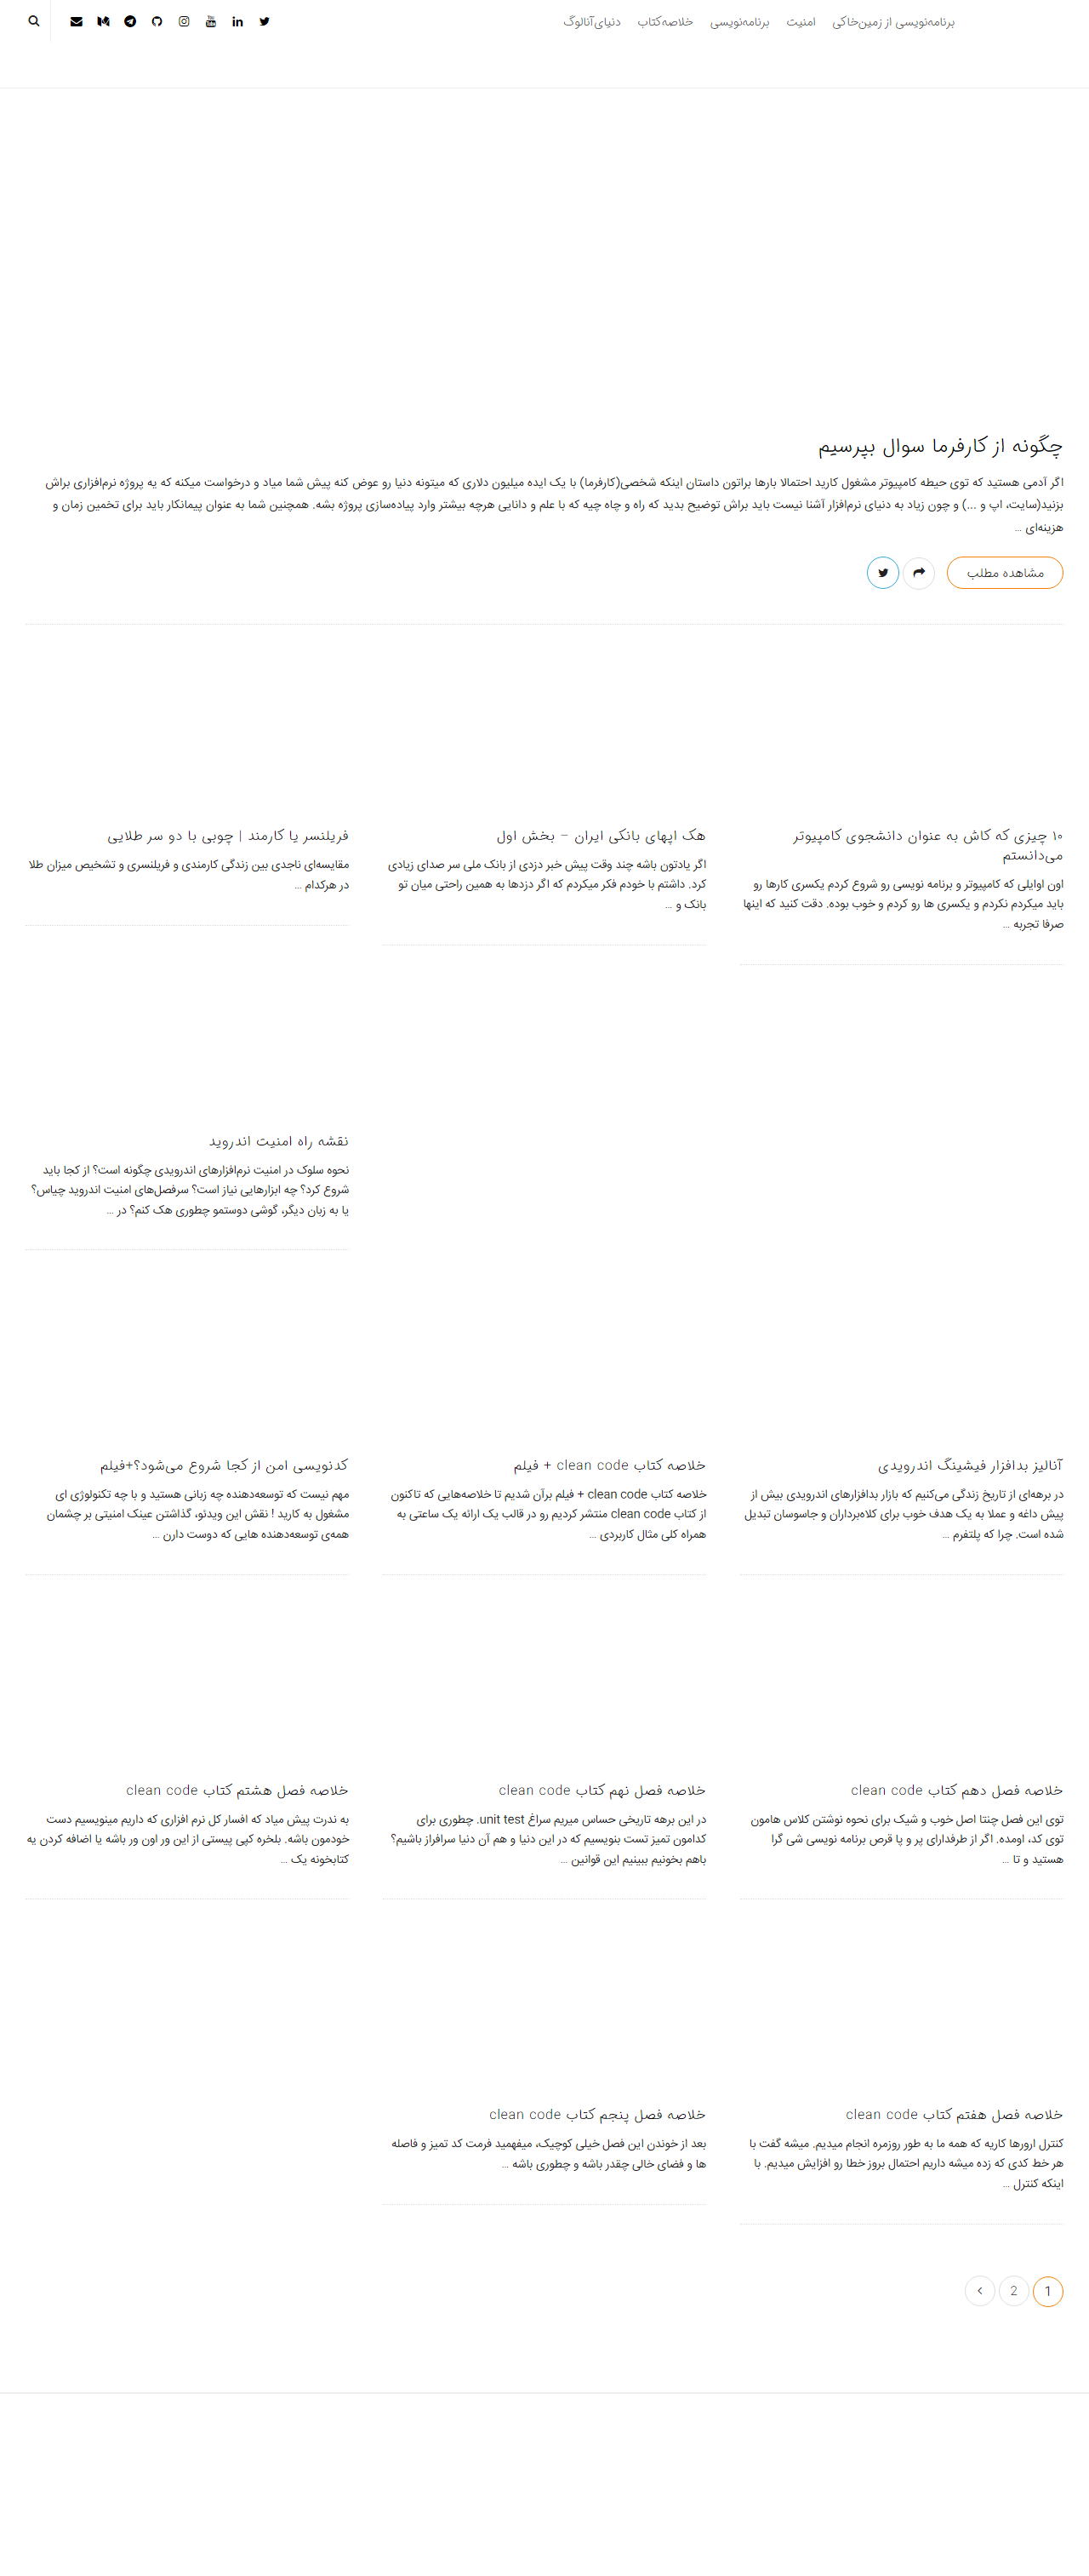 برنامه‌نویسی از زمین‌خاکی
امنیت
برنامه‌نویسی
خلاصه‌کتاب
دنیای‌آنالوگ
چگونه از کارفرما سوال بپرسیم
اگر آدمی هستید که توی حیطه کامپیوتر مشغول کارید احتمالا بارها براتون داستان اینکه شخصی(کارفرما) با یک ایده میلیون دلاری که میتونه دنیا رو عوض کنه پیش شما میاد و درخواست میکنه که یه پروژه نرم‌افزاری براش
بزنید(سایت، اپ و ...) و چون زیاد به دنیای نرم‌افزار آشنا نیست باید براش توضیح بدید که راه و چاه چیه که با علم و دانایی هرچه بیشتر وارد پیاده‌سازی پروژه بشه. همچنین شما به عنوان پیمانکار باید برای تخمین زمان و
هزینه‌ای ...
مشاهده مطلب
۱۰ چیزی که کاش به عنوان دانشجوی کامپیوتر
می‌دانستم
اون اوایلی که کامپیوتر و برنامه نویسی رو شروع کردم یکسری کارها رو
باید میکردم نکردم و یکسری ها رو کردم و خوب بوده. دقت کنید که اینها
صرفا تجربه ...
هک اپهای بانکی ایران – بخش اول
اگر یادتون باشه چند وقت پیش خبر دزدی از بانک ملی سر صدای زیادی
کرد. داشتم با خودم فکر میکردم که اگر دزدها به همین راحتی میان تو
بانک و ...
فریلنسر یا کارمند | چوبی با دو سر طلایی
مقایسه‌ای ناجدی بین زندگی کارمندی و فریلنسری و تشخیص میزان طلا
در هرکدام ...
نقشه راه امنیت اندروید
نحوه سلوک در امنیت نرم‌افزارهای اندرویدی چگونه است؟ از کجا باید
شروع کرد؟ چه ابزارهایی نیاز است؟ سرفصل‌های امنیت اندروید چیاس؟
یا به زبان دیگر، گوشی دوستمو چطوری هک کنم؟ در ...
آنالیز بدافزار فیشینگ اندرویدی
در برهه‌ای از تاریخ زندگی می‌کنیم که بازار بدافزارهای اندرویدی بیش از
پیش داغه و عملا به یک هدف خوب برای کلاه‌برداران و جاسوسان تبدیل
شده است. چرا که پلتفرم ...
خلاصه کتاب clean code + فیلم
خلاصه کتاب clean code + فیلم برآن شدیم تا خلاصه‌هایی که تاکنون
از کتاب clean code منتشر کردیم رو در قالب یک ارائه یک ساعتی به
همراه کلی مثال کاربردی ...
کدنویسی امن از کجا شروع می‌شود؟+فیلم
مهم نیست که توسعه‌دهنده چه زبانی هستید و با چه تکنولوژی ای
مشغول به کارید ! نقش این ویدئو، گذاشتن عینک امنیتی بر چشمان
همه‌ی توسعه‌دهنده هایی که دوست دارن ...
خلاصه فصل دهم کتاب clean code
توی این فصل چنتا اصل خوب و شیک برای نحوه نوشتن کلاس هامون
توی کد، اومده. اگر از طرفدارای پر و پا قرص برنامه نویسی شی گرا
هستید و تا ...
خلاصه فصل نهم کتاب clean code
در این برهه تاریخی حساس میریم سراغ unit test. چطوری برای
کدامون تمیز تست بنویسیم که در این دنیا و هم آن دنیا سرافراز باشیم؟
باهم بخونیم ببینیم این قوانین ...
خلاصه فصل هشتم کتاب clean code
به ندرت پیش میاد که افسار کل نرم افزاری که داریم مینویسیم دست
خودمون باشه. بلخره کپی پیستی از این ور اون ور باشه یا اضافه کردن یه
کتابخونه یک ...
خلاصه فصل هفتم کتاب clean code
کنترل ارورها کاریه که همه ما به طور روزمره انجام میدیم. میشه گفت با
هر خط کدی که زده میشه داریم احتمال بروز خطا رو افزایش میدیم. با
اینکه کنترل ...
خلاصه فصل پنجم کتاب clean code
بعد از خوندن این فصل خیلی کوچیک، میفهمید فرمت کد تمیز و فاصله
ها و فضای خالی چقدر باشه و چطوری باشه ...
1
2